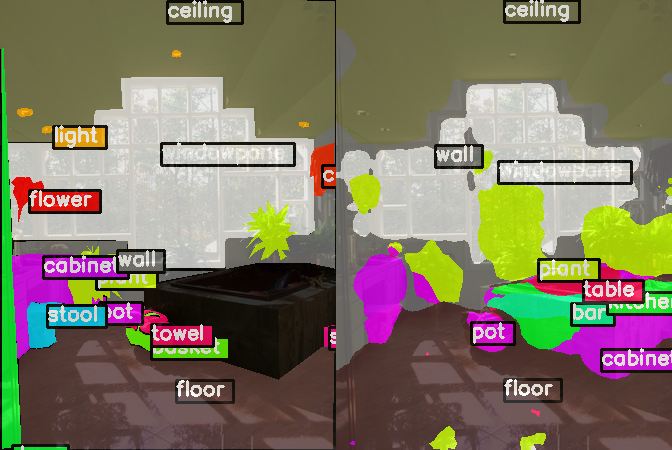 ceiling
light
windowpane
flower
c
cabinet
wall
plant
stool
pot
towel
basket
s
floor
ceiling
wall
windowpane
plant
table
kitchen
bar
pot
cabinet
floor